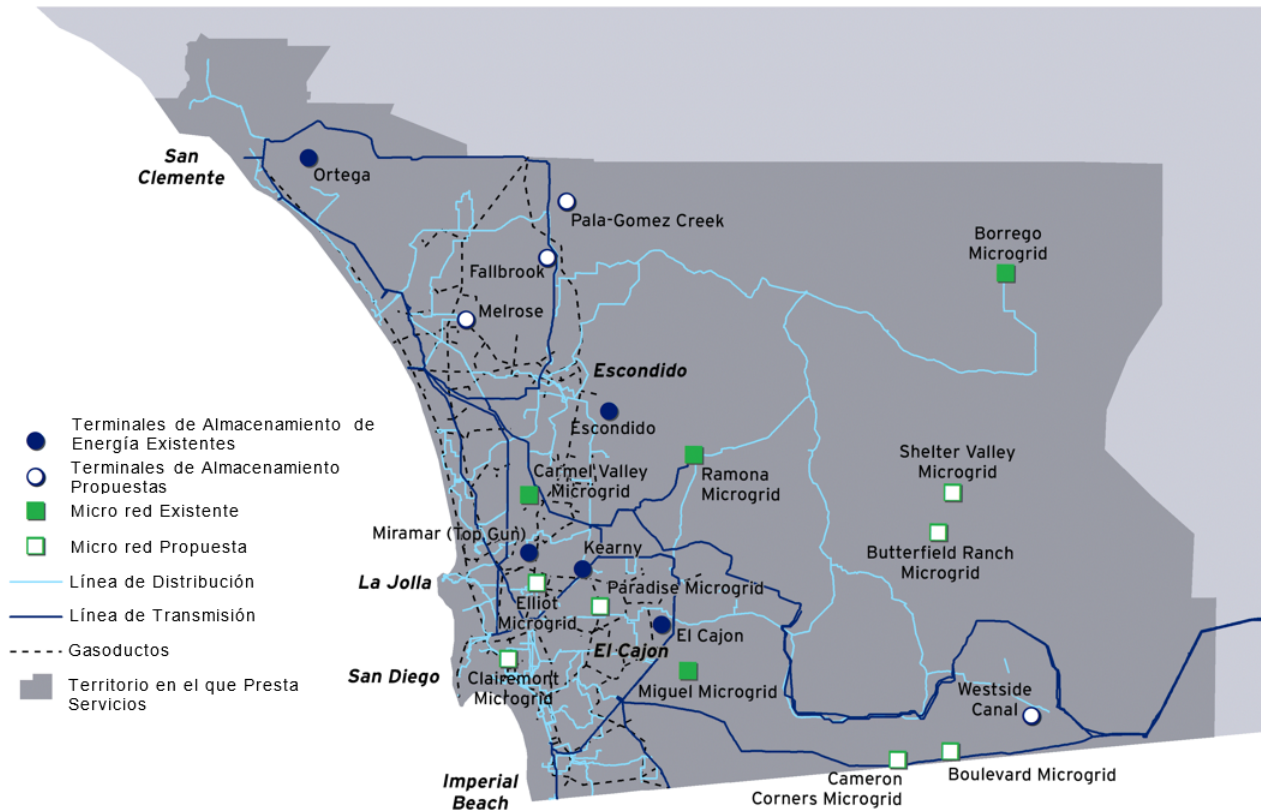 San
Clemente
Ortega
Pala-Gomez Creek
Borrego
Microgrid
Fallbrook
Melrose
Escondido
Escondido
Terminales de Almacenamiento de
Energía Existentes
Terminales de Almacenamiento
Propuestas
Micro red Existente
Micro red Propuesta
Línea de Distribución
Línea de Transmisión
Gasoductos
Territorio en el que Presta
Servicios
Carmel Valley
Microgrid
Ramona
Microgrid
Shelter Valley
Microgrid
Miramar (Top Gun)
Kearny
Butterfield Ranch
Microgrid
La Jolla
Elliot
Microgrid
Paradise Microgrid
El Cajon
El Cajon
San Diego
Clairemont
Microgrid
Miguel Microgrid
Westside
Canal
Imperial
Beach
Cameron
Corners Microgrid
Boulevard Microgrid